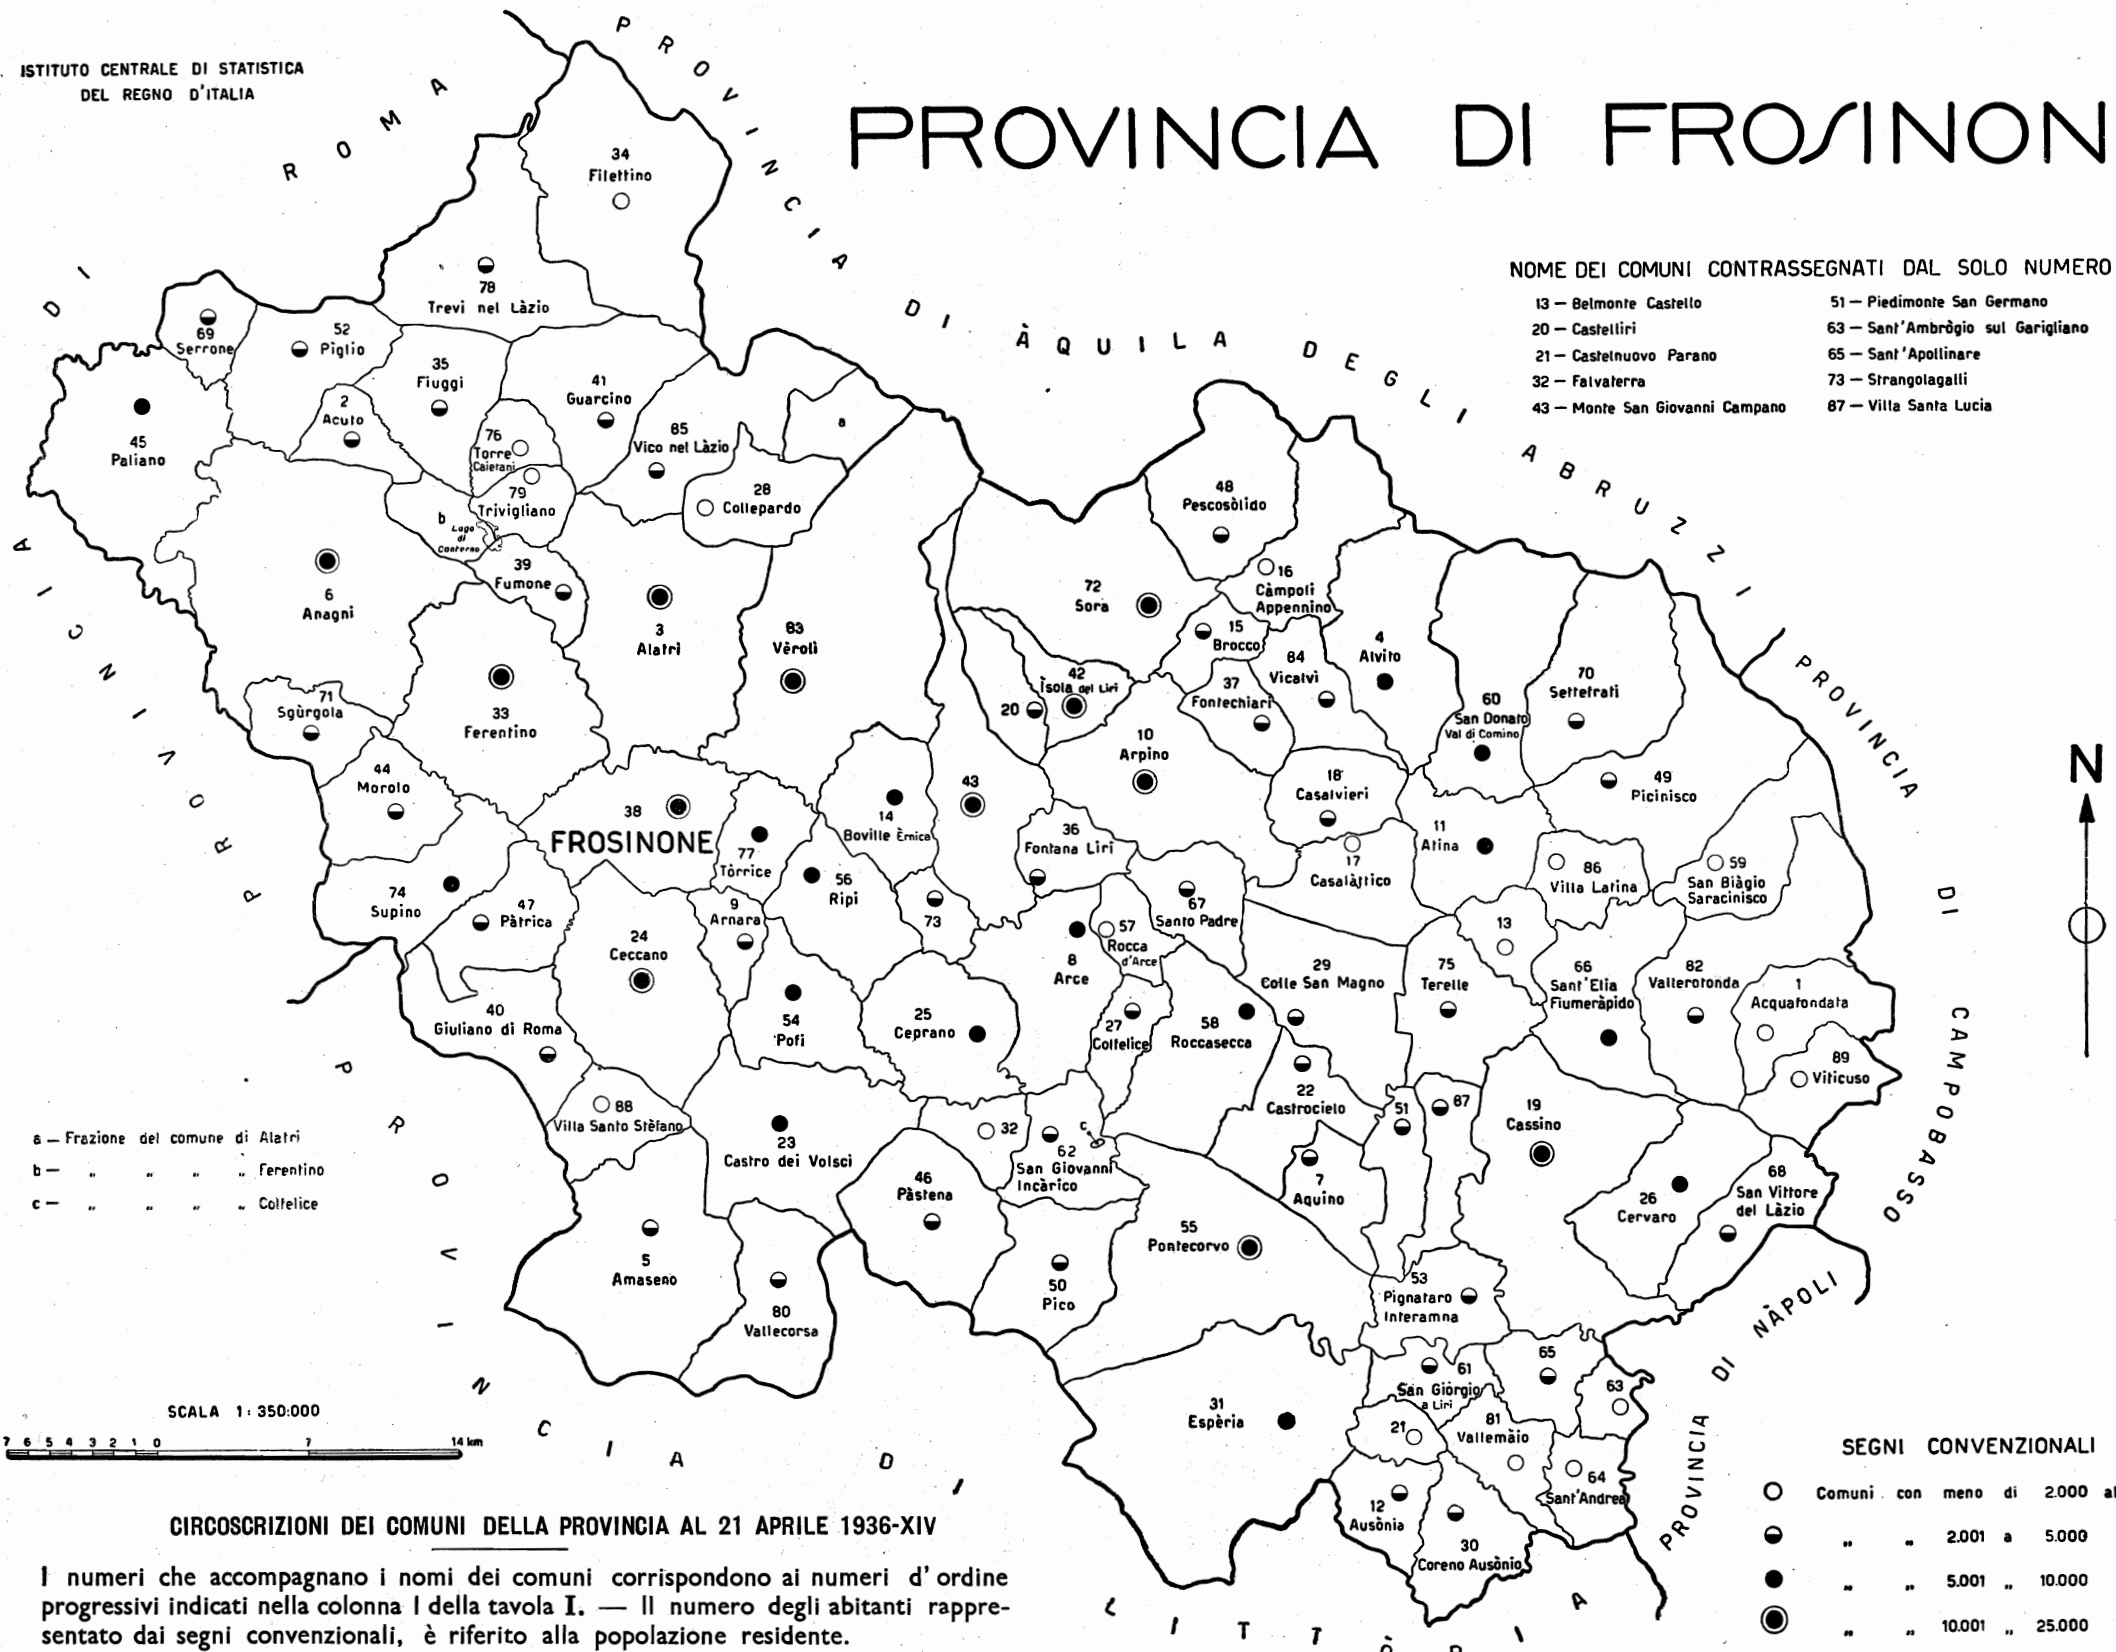 ISTITUTO CENTRALE DI STATISTICA
DEL REGNO D'ITALIA
PROVINCIA DI FROSINON
PROVINCIA DI ROMA
PROVINCIA DI ÀQUILA DEGLI ABRUZZI
PROVINCIA DI CAMPOBASSO
PROVINCIA DI NÀPOLI
PROVINCIA DI LITTÒRIA
NOME DEI COMUNI CONTRASSEGNATI DAL SOLO NUMERO
13 — Belmonte Castello
20 — Castelliri
21 — Castelnuovo Parano
32 — Falvaterra
43 — Monte San Giovanni Campano
51 — Piedimonte San Germano
63 — Sant'Ambrògio sul Garigliano
65 — Sant'Apollinare
73 — Strangolagalli
87 — Villa Santa Lucia
34
Filettino
78
Trevi nel Làzio
69
Serrone
52
Piglio
35
Fiuggi
41
Guarcino
2
Acuto
45
Paliano
76
Torre
Caietani
85
Vico nel Làzio
a
79
Trivigliano
28
Collepardo
b
Lago
di
Canterno
48
Pescosòlido
39
Fumone
6
Anagni
3
Alatri
83
Vèroli
72
Sora
16
Càmpoli
Appennino
15
Brocco
4
Alvito
84
Vicalvi
70
Settefrati
42
Ìsola del Liri
20
37
Fontechiari
60
San Donato
Val di Comino
71
Sgùrgola
33
Ferentino
10
Arpino
44
Morolo
43
18
Casalvieri
49
Picinisco
38
FROSINONE
14
Boville Èrnica
36
Fontana Liri
11
Atina
77
Tòrrice
17
Casalàttico
86
Villa Latina
59
San Biàgio
Saracinisco
56
Ripi
74
Supino
47
Pàtrica
9
Arnara
73
67
Santo Padre
57
Rocca
d'Arce
13
24
Ceccano
8
Arce
29
Colle San Magno
75
Terelle
66
Sant'Elia
Fiumeràpido
82
Vallerotonda
1
Acquafondata
40
Giuliano di Roma
54
Pofi
25
Ceprano
27
Colfelice
58
Roccasecca
89
Viticuso
22
Castrocielo
51
87
19
Cassino
88
Villa Santo Stèfano
23
Castro dei Volsci
32
62
San Giovanni
Incàrico
c
7
Aquino
26
Cervaro
68
San Vittore
del Làzio
46
Pàstena
55
Pontecorvo
5
Amaseno
50
Pico
53
Pignataro
Interamna
80
Vallecorsa
65
61
San Giòrgio
a Liri
63
31
Espèria
21
81
Vallemàio
64
Sant'Andrea
12
Ausònia
30
Coreno Ausònio
N
a — Frazione del comune di Alatri
b — " " " " Ferentino
c — " " " " Colfelice
SCALA 1 : 350:000
7 6 5 4 3 2 1 0 7 14 km
CIRCOSCRIZIONI DEI COMUNI DELLA PROVINCIA AL 21 APRILE 1936-XIV
I numeri che accompagnano i nomi dei comuni corrispondono ai numeri d'ordine
progressivi indicati nella colonna I della tavola I. — Il numero degli abitanti rappre-
sentato dai segni convenzionali, è riferito alla popolazione residente.
SEGNI CONVENZIONALI
Comuni con meno di 2.000
" " 2.001 a 5.000
" " 5.001 " 10.000
" " 10.001 " 25.000